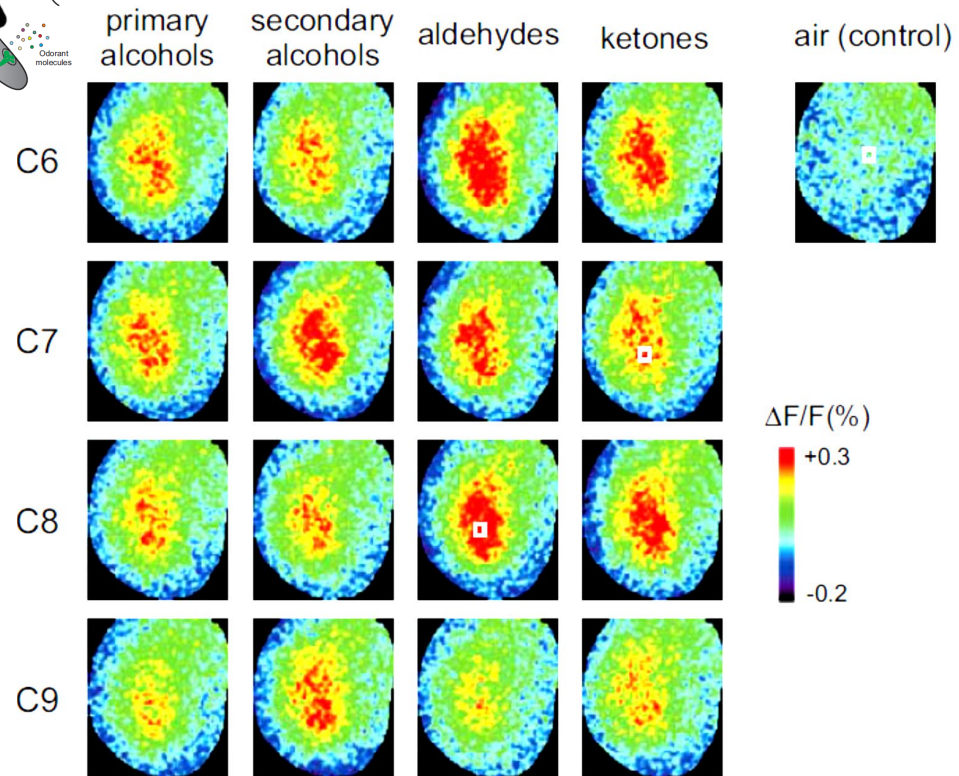 Odorant
molecules
primary
alcohols
secondary
alcohols
aldehydes
ketones
air (control)
C6
C7
C8
C9
ΔF/F(%)
+0.3
-0.2